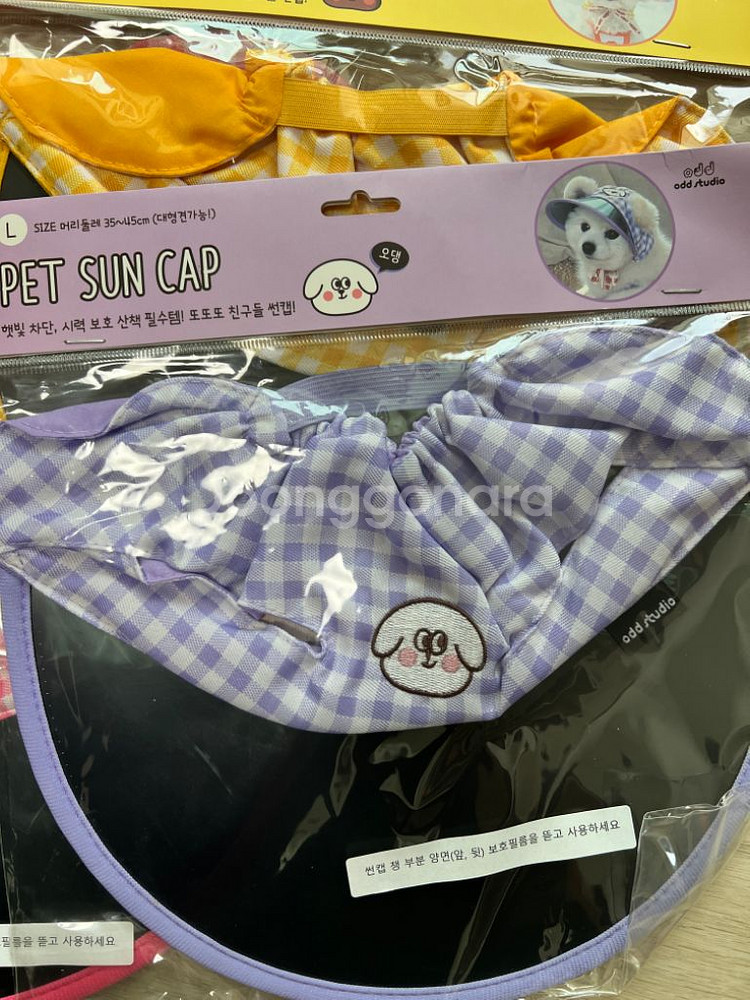 L
SIZE 머리둘레 35~45cm (대형견가능!)
odd studio
PET SUN CAP
오댕
햇빛 차단, 시력 보호 산책 필수템! 또또또 친구들 썬캡!
joonggonara
odd studio
썬캡 챙 부분 양면(앞, 뒷) 보호필름을 뜯고 사용하세요
필름을 뜯고 사용하세요